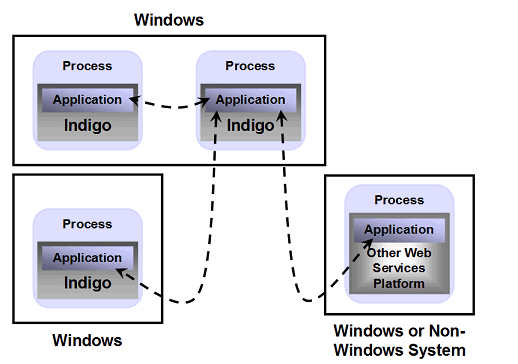 Windows
Process
Application
Indigo
Process
Application
Indigo
Process
Application
Indigo
Windows
Process
Application
Other Web
Services
Platform
Windows or Non-
Windows System